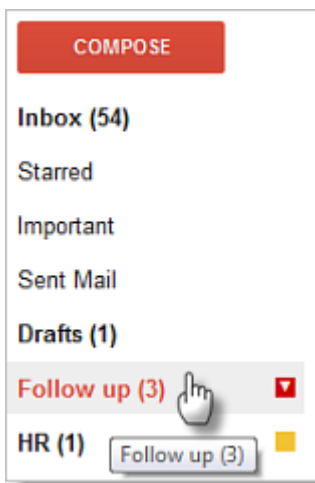 COMPOSE
Inbox (54)
Starred
Important
Sent Mail
Drafts (1)
Follow up (3)
HR (1)
Follow up (3)